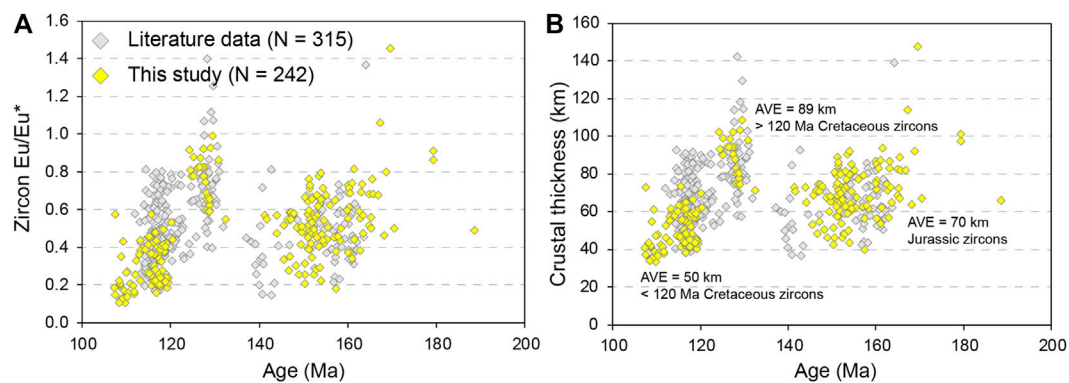 A
1.6
1.4
1.2
1.0
0.8
0.6
0.4
0.2
0.0
Zircon Eu/Eu*
Literature data (N = 315)
This study (N = 242)
100
120
140
160
180
200
Age (Ma)
B
160
140
120
100
80
60
40
20
0
Crustal thickness (km)
AVE = 89 km
> 120 Ma Cretaceous zircons
AVE = 70 km
Jurassic zircons
AVE = 50 km
< 120 Ma Cretaceous zircons
100
120
140
160
180
200
Age (Ma)